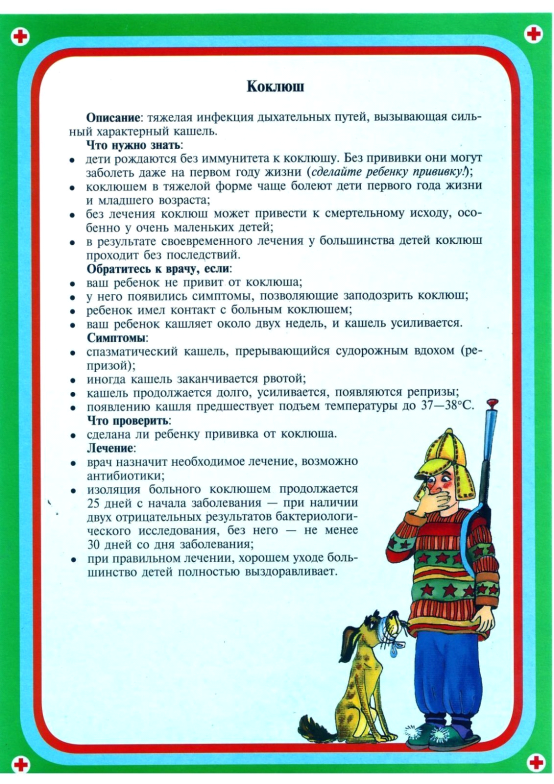 Коклюш
Описание: тяжелая инфекция дыхательных путей, вызывающая силь-
ный характерный кашель.
Что нужно знать:
• дети рождаются без иммунитета к коклюшу. Без прививки они могут
заболеть даже на первом году жизни (сделайте ребенку прививку!);
• коклюшем в тяжелой форме чаще болеют дети первого года жизни
и младшего возраста;
• без лечения коклюш может привести к смертельному исходу, осо-
бенно у очень маленьких детей;
• в результате своевременного лечения у большинства детей коклюш
проходит без последствий.
Обратитесь к врачу, если:
• ваш ребенок не привит от коклюша;
• у него появились симптомы, позволяющие заподозрить коклюш;
• ребенок имел контакт с больным коклюшем;
• ваш ребенок кашляет около двух недель, и кашель усиливается.
Симптомы:
• спазматический кашель, прерывающийся судорожным вдохом (ре-
призой);
• иногда кашель заканчивается рвотой;
• кашель продолжается долго, усиливается, появляются репризы;
• появлению кашля предшествует подъем температуры до 37—38°С.
Что проверить:
• сделана ли ребенку прививка от коклюша.
Лечение:
• врач назначит необходимое лечение, возможно
антибиотики;
• изоляция больного коклюшем продолжается
25 дней с начала заболевания — при наличии
двух отрицательных результатов бактериологи-
ческого исследования, без него — не менее
30 дней со дня заболевания;
• при правильном лечении, хорошем уходе боль-
шинство детей полностью выздоравливает.